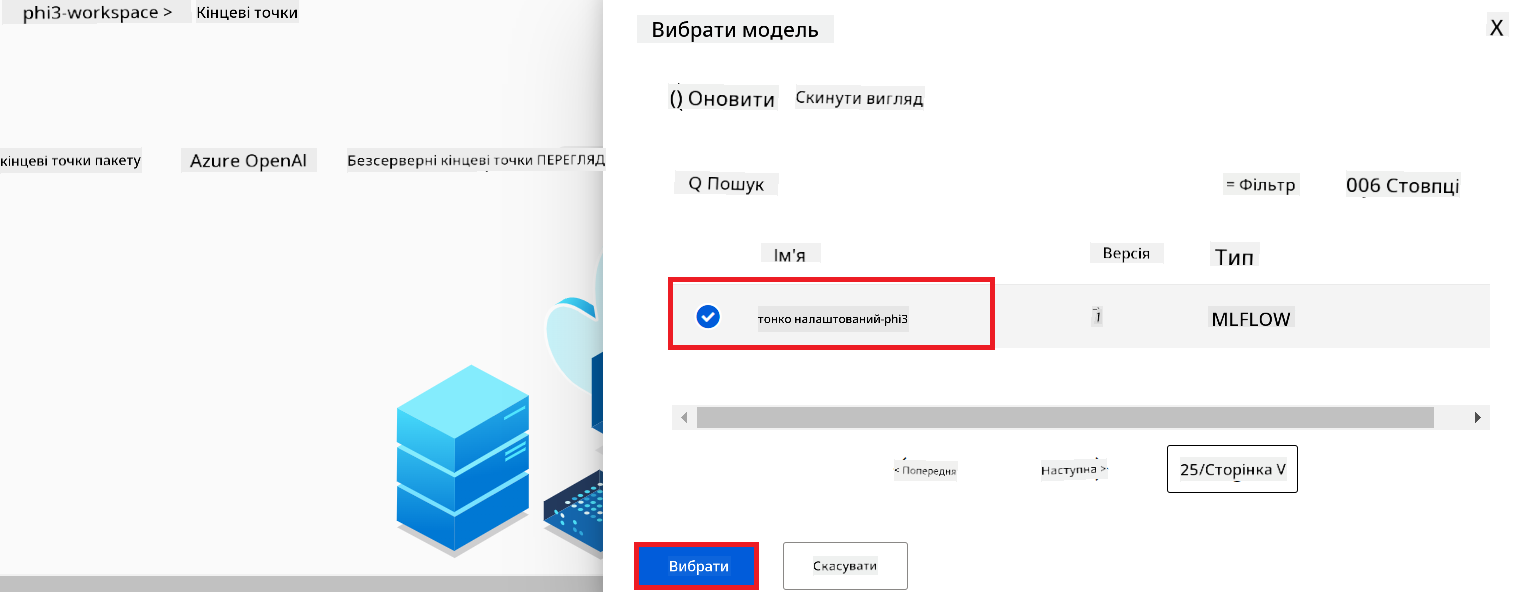 phi3-workspace > Кінцеві точки
кінцеві точки пакету Azure OpenAI Безсерверні кінцеві точки ПЕРЕГЛЯД
Вибрати модель X
() Оновити Скинути вигляд
Q Пошук = Фільтр 006 Стовпці
Ім'я Версія Тип
тонко налаштований-phi3 1 MLFLOW
< Попередня Наступна > 25/Сторінка V
Вибрати Скасувати